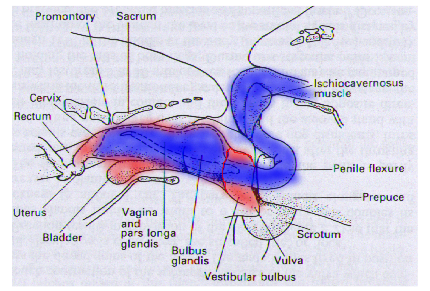 Promontory
Sacrum
Ischiocavernosus
muscle
Cervix
Rectum
Penile flexure
Prepuce
Uterus
Bladder
Vagina
and
pars longa
glandis
Bulbus
glandis
Scrotum
Vulva
Vestibular bulbus